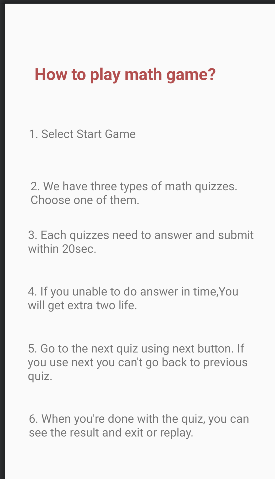 How to play math game?
1. Select Start Game
2. We have three types of math quizzes.
Choose one of them.
3. Each quizzes need to answer and submit
within 20sec.
4. If you unable to do answer in time,You
will get extra two life.
5. Go to the next quiz using next button. If
you use next you can't go back to previous
quiz.
6. When you're done with the quiz, you can
see the result and exit or replay.